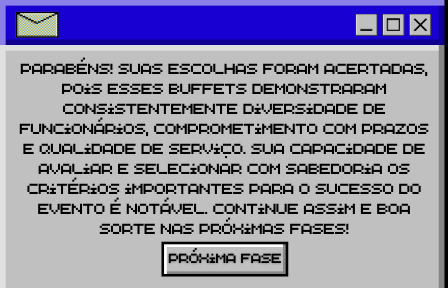 PARABÉNS! SUAS ESCOLHAS FORAM ACERTADAS,
POIS ESSES BUFFETS DEMONSTRARAM
CONSISTENTEMENTE DIVERSIDADE DE
FUNCIONÁRIOS, COMPROMETIMENTO COM PRAZOS
E QUALIDADE DE SERVIÇO. SUA CAPACIDADE DE
AVALIAR E SELECIONAR COM SABEDORIA OS
CRITÉRIOS IMPORTANTES PARA O SUCESSO DO
EVENTO É NOTÁVEL. CONTINUE ASSIM E BOA
SORTE NAS PRÓXIMAS FASES!
PRÓXIMA FASE